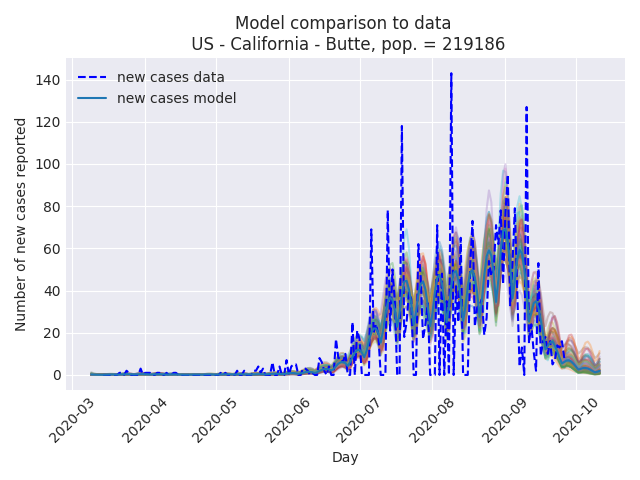 Model comparison to data
US - California - Butte, pop. = 219186
new cases data
new cases model
Number of new cases reported
140
120
100
80
60
40
20
0
2020-03
2020-04
2020-05
2020-06
2020-07
2020-08
2020-09
2020-10
Day